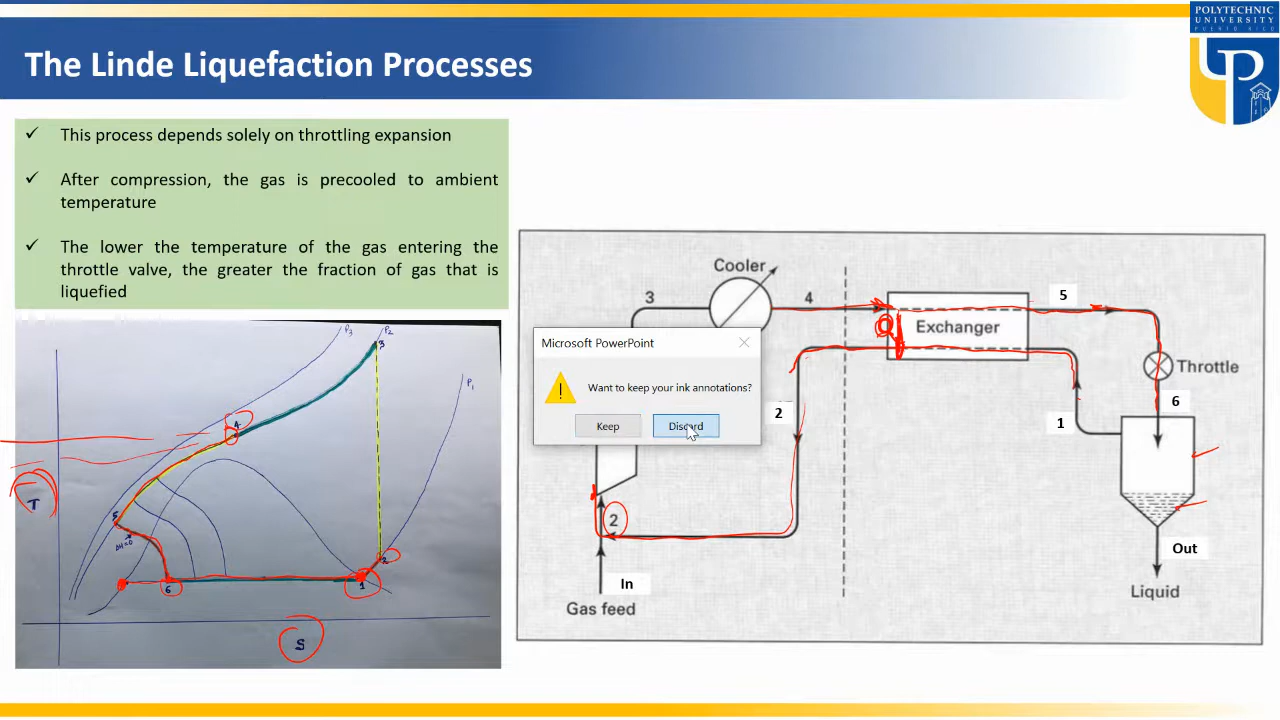 POLYTECHNIC
UNIVERSITY
PUERTO RICO
The Linde Liquefaction Processes
✓ This process depends solely on throttling expansion
✓ After compression, the gas is precooled to ambient
temperature
✓ The lower the temperature of the gas entering the
throttle valve, the greater the fraction of gas that is
liquefied
P3
P2
3
P1
4
T
5
ΔH=0
2
6
1
S
Cooler
3
4
5
Q
Exchanger
Throttle
6
2
1
2
In
Out
Gas feed
Liquid
Microsoft PowerPoint
Want to keep your ink annotations?
Keep
Discard